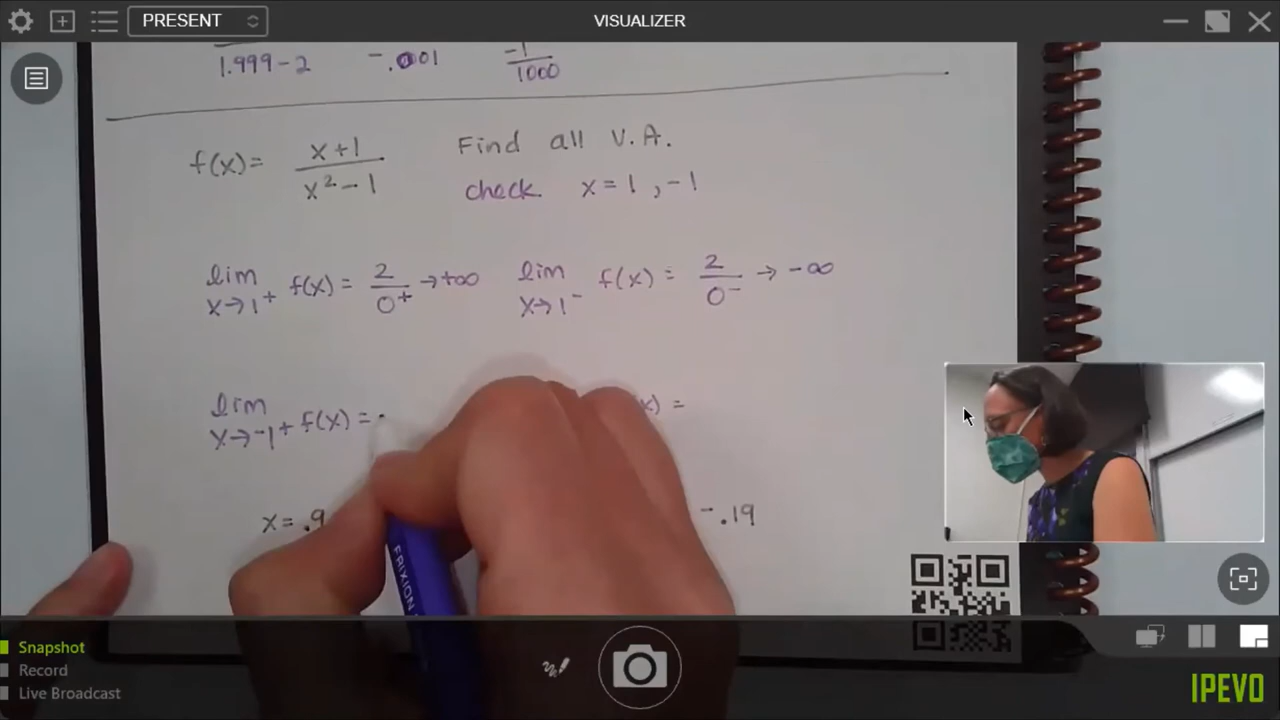 PRESENT
VISUALIZER
1.999-2 -.001 -1/1000
f(x)= x+1/x²-1 Find all V.A.
check x=1,-1
lim x→1⁺ f(x) = 2/0⁺ →+∞ lim x→1⁻ f(x) = 2/0⁻ → -∞
lim x→-1⁺ f(x) = (x) =
x=.9 -.19
FRIXION
Snapshot
Record
Live Broadcast
IPEVO